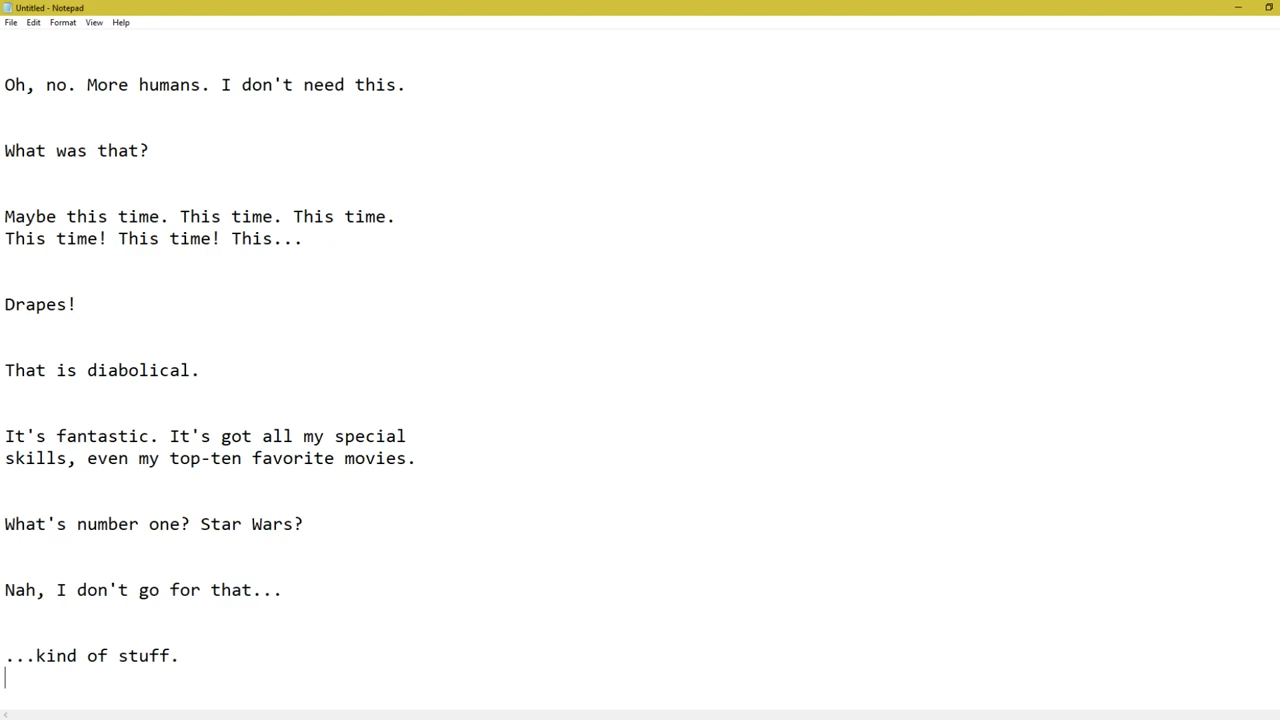 Untitled - Notepad
File Edit Format View Help
Oh, no. More humans. I don't need this.
What was that?
Maybe this time. This time. This time.
This time! This time! This...
Drapes!
That is diabolical.
It's fantastic. It's got all my special
skills, even my top-ten favorite movies.
What's number one? Star Wars?
Nah, I don't go for that...
...kind of stuff.